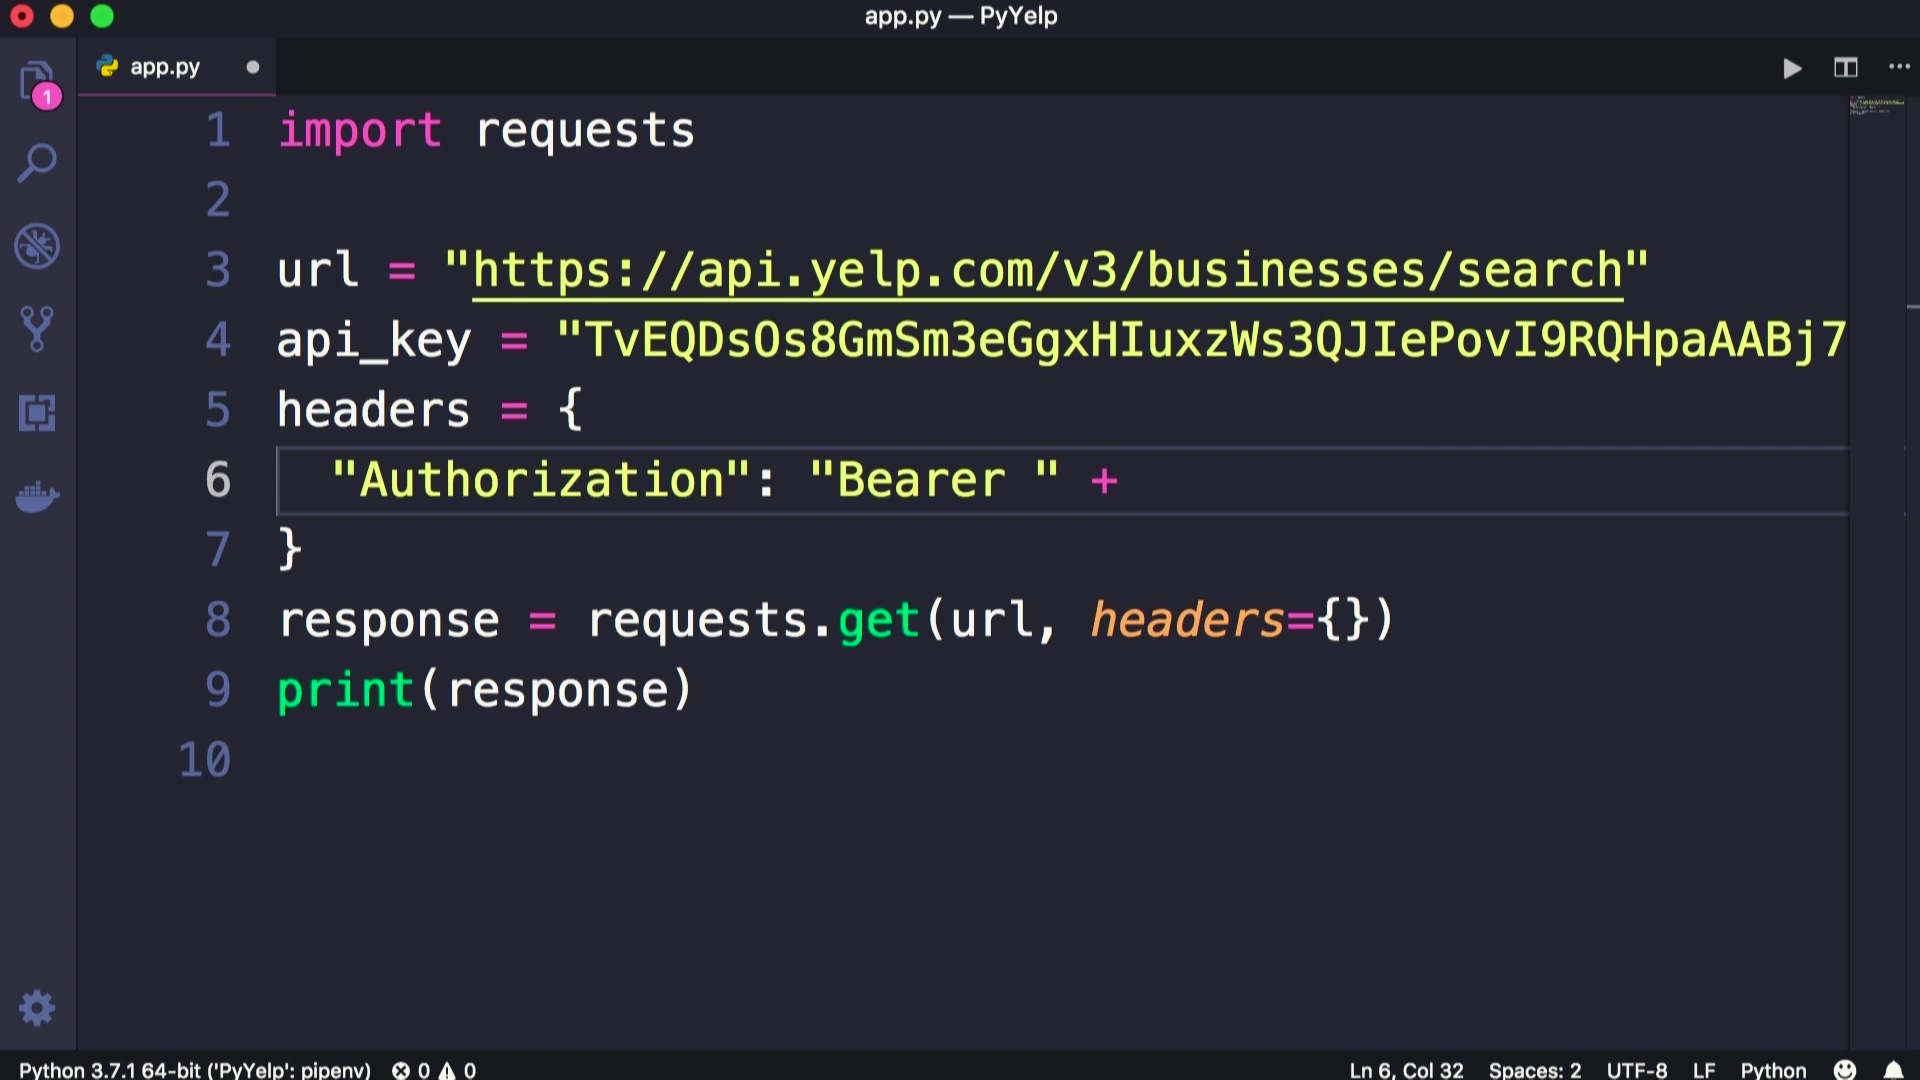 app.py — PyYelp
app.py
1
1 import requests
2
3 url = "https://api.yelp.com/v3/businesses/search"
4 api_key = "TvEQDsOs8GmSm3eGgxHIuxzWs3QJIePovI9RQHpaAABj7
5 headers = {
6 "Authorization": "Bearer " +
7 }
8 response = requests.get(url, headers={})
9 print(response)
10
Python 3.7.1 64-bit ('PyYelp': pipenv) 0 0 Ln 6, Col 32 Spaces: 2 UTF-8 LF Python